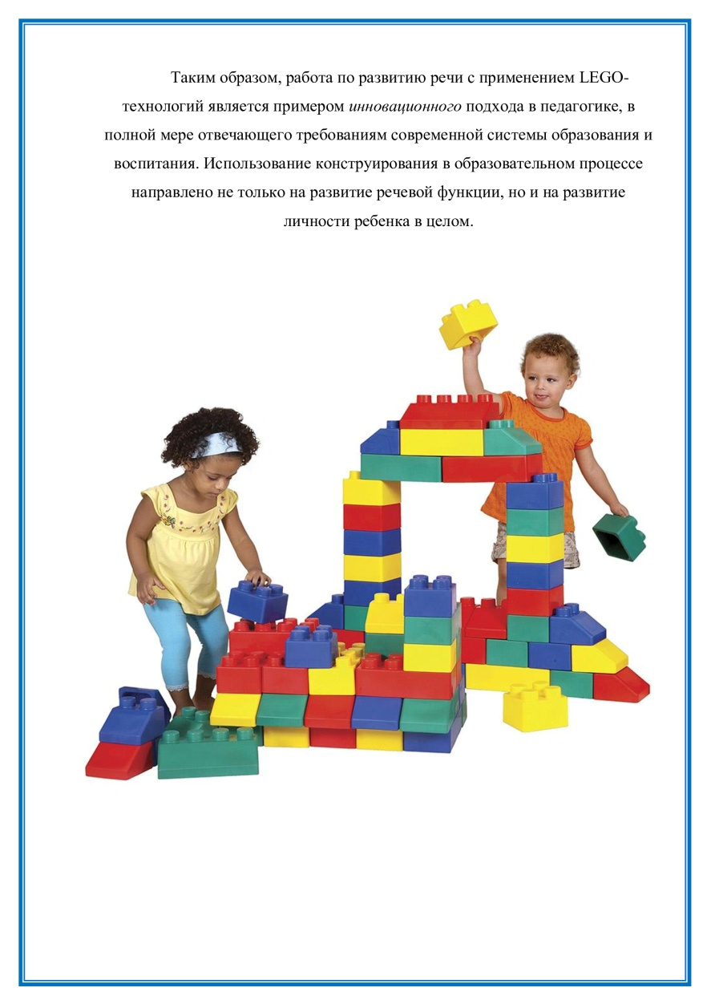 Таким образом, работа по развитию речи с применением LEGO-
технологий является примером инновационного подхода в педагогике, в
полной мере отвечающего требованиям современной системы образования и
воспитания. Использование конструирования в образовательном процессе
направлено не только на развитие речевой функции, но и на развитие
личности ребенка в целом.